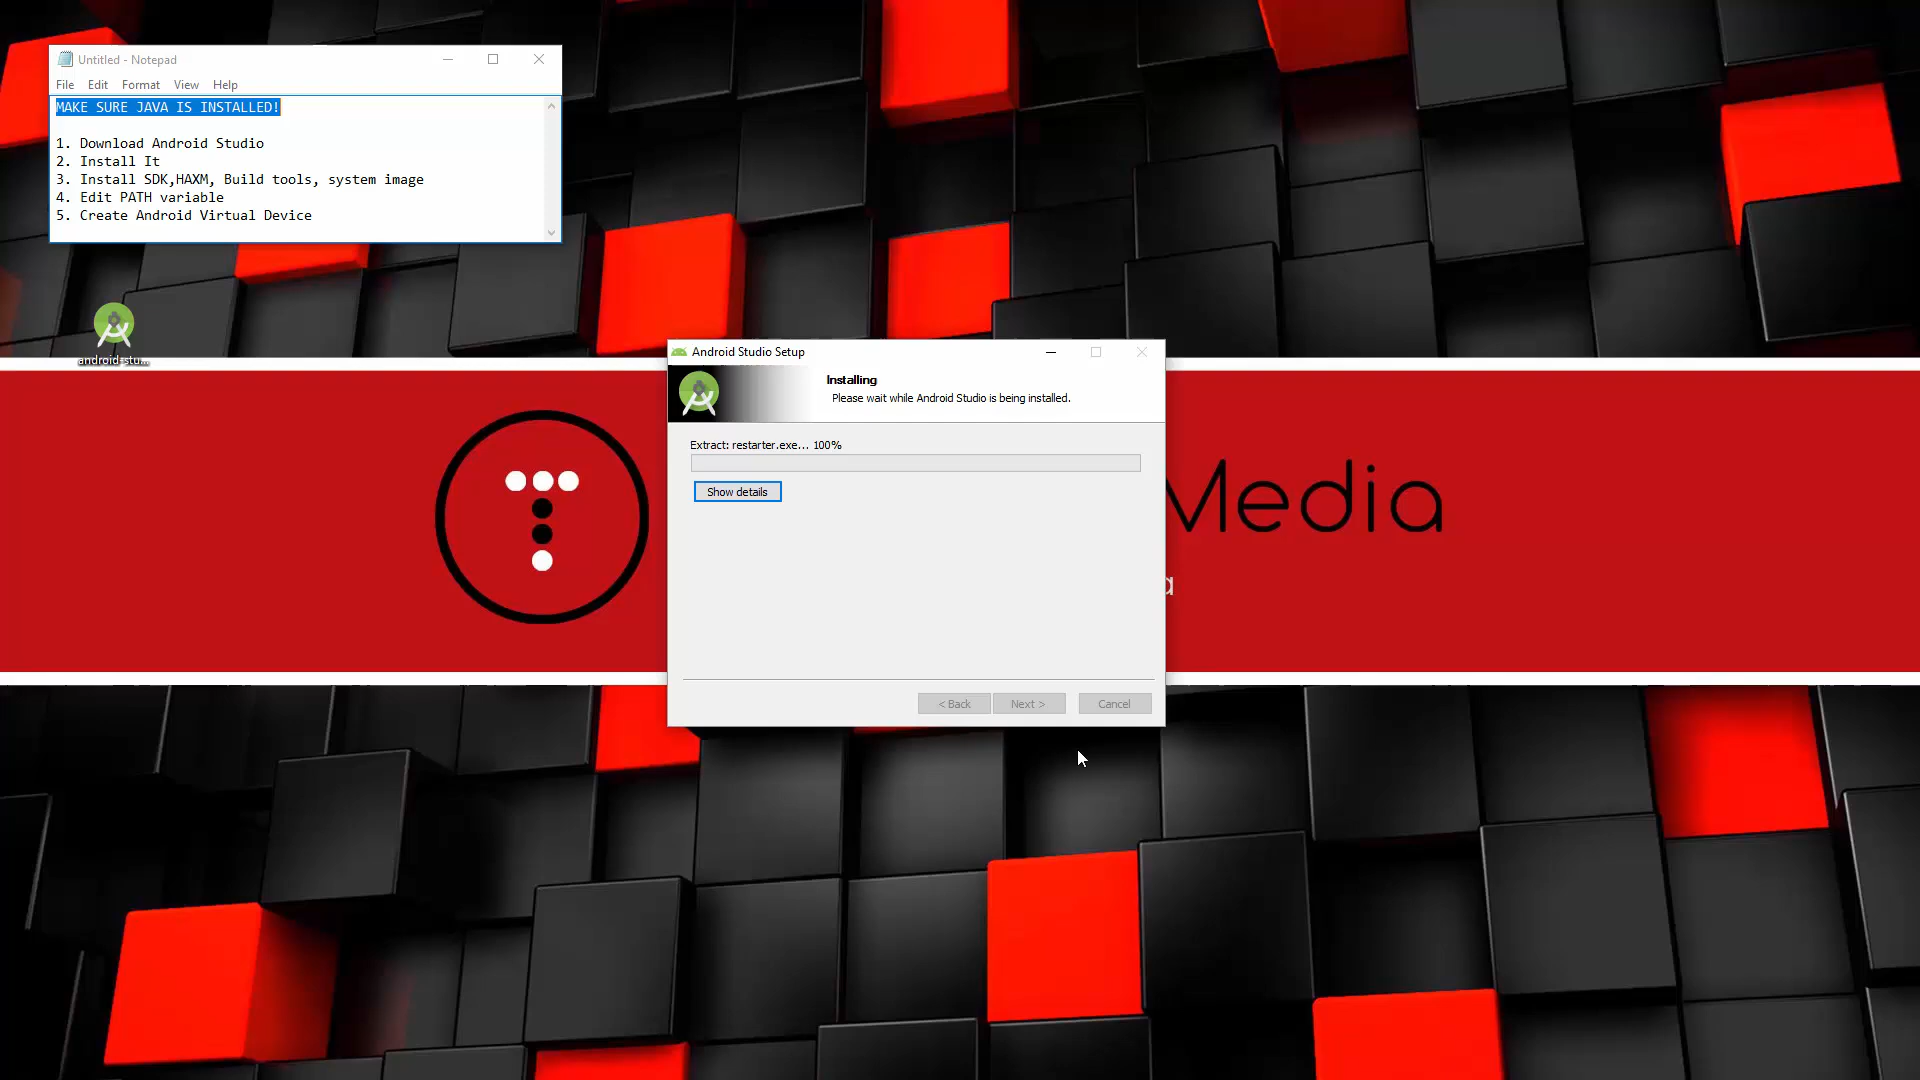 Untitled - Notepad
File Edit Format View Help
MAKE SURE JAVA IS INSTALLED!
1. Download Android Studio
2. Install It
3. Install SDK,HAXM, Build tools, system image
4. Edit PATH variable
5. Create Android Virtual Device
android-stu...
Android Studio Setup
Installing
Please wait while Android Studio is being installed.
Extract: restarter.exe... 100%
Show details
< Back Next > Cancel
Media
a